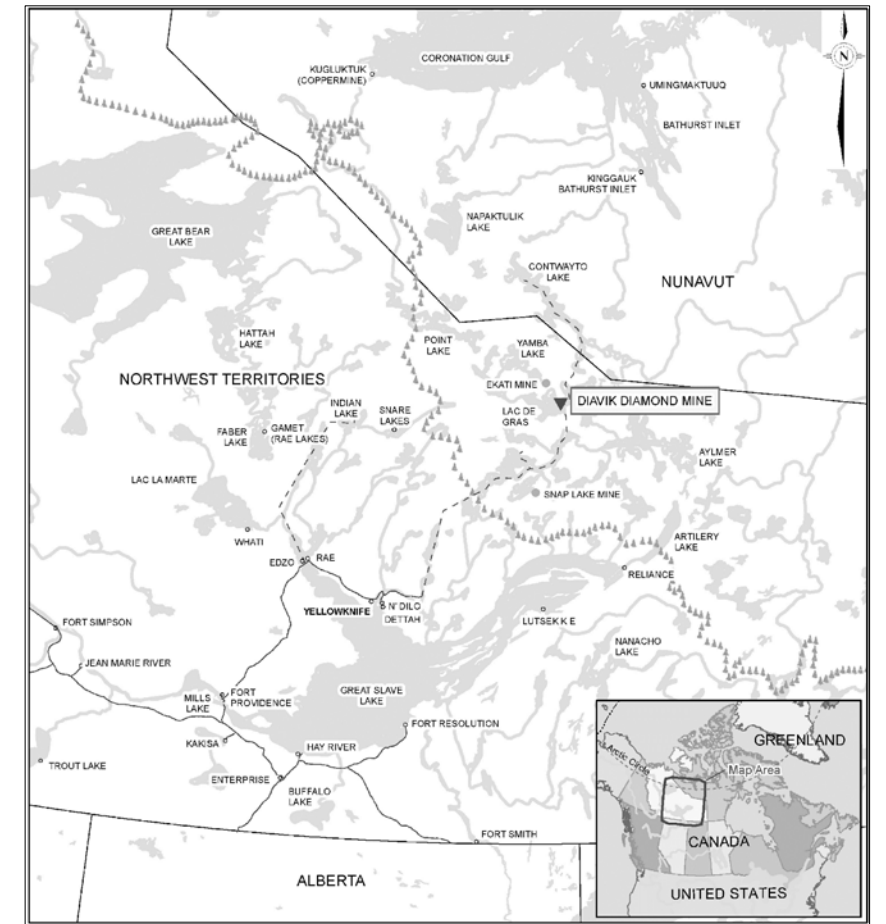 CORONATION GULF
N
KUGLUKTUK
(COPPERMINE)
UMINGMAKTUUQ
BATHURST INLET
KINGGAUK
BATHURST INLET
NAPAKTULIK
LAKE
GREAT BEAR
LAKE
CONTWAYTO
LAKE
NUNAVUT
HATTAH
LAKE
POINT
LAKE
YAMBA
LAKE
NORTHWEST TERRITORIES
EKATI MINE
DIAVIK DIAMOND MINE
INDIAN
LAKE
SNARE
LAKES
LAC DE
GRAS
FABER
LAKE
GAMET
(RAE LAKES)
AYLMER
LAKE
LAC LA MARTE
SNAP LAKE MINE
WHATI
ARTILERY
LAKE
EDZO
RAE
RELIANCE
YELLOWKNIFE
N' DILO
DETTAH
LUTSEK K E
FORT SIMPSON
NANACHO
LAKE
JEAN MARIE RIVER
MILLS
LAKE
FORT
PROVIDENCE
GREAT SLAVE
LAKE
FORT RESOLUTION
KAKISA
HAY RIVER
TROUT LAKE
ENTERPRISE
BUFFALO
LAKE
FORT SMITH
ALBERTA
GREENLAND
Arctic Circle
Map Area
CANADA
UNITED STATES